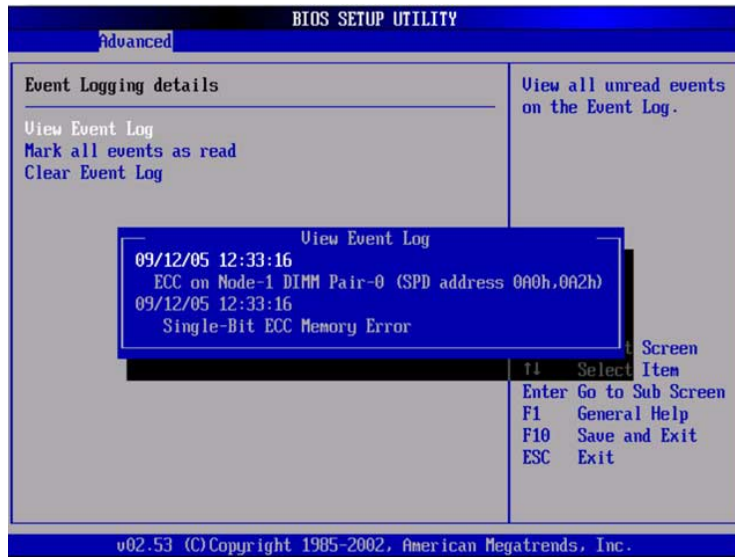 BIOS SETUP UTILITY
Advanced
Event Logging details
View Event Log
Mark all events as read
Clear Event Log
View all unread events
on the Event Log.
View Event Log
09/12/05 12:33:16
ECC on Node-1 DIMM Pair-0 (SPD address 0A0h,0A2h)
09/12/05 12:33:16
Single-Bit ECC Memory Error
t Screen
↑↓ Select Item
Enter Go to Sub Screen
F1 General Help
F10 Save and Exit
ESC Exit
v02.53 (C)Copyright 1985-2002, American Megatrends, Inc.